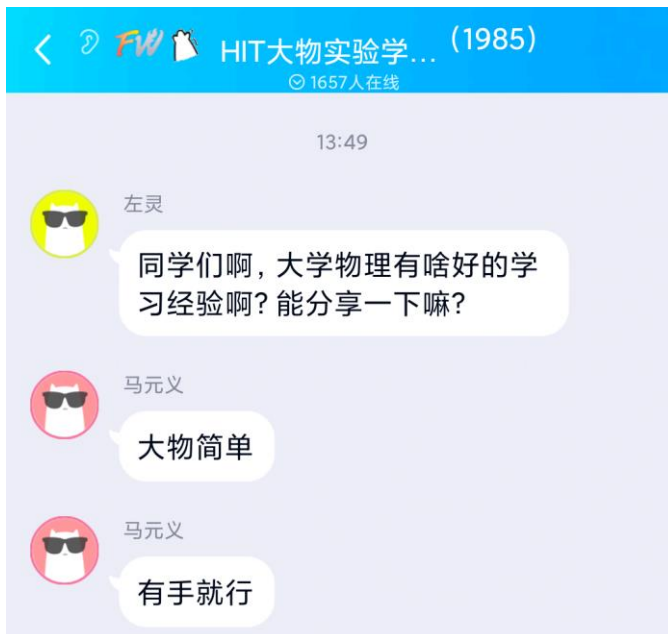 FW HIT大物实验学... (1985)
1657人在线
13:49
左灵
同学们啊，大学物理有啥好的学
习经验啊？能分享一下嘛？
马元义
大物简单
马元义
有手就行